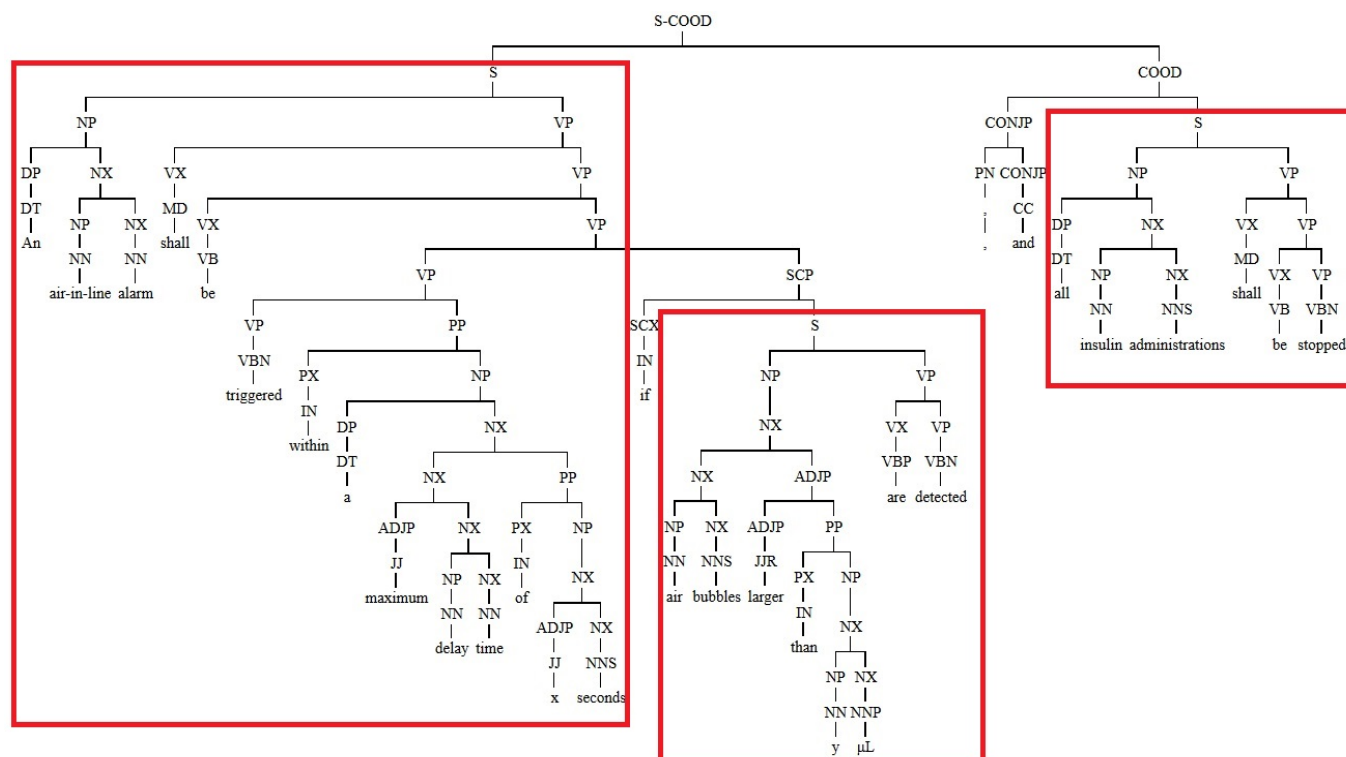 S-COOD
S COOD
NP VP CONJP S
DP NX VX VP PN CONJP NP VP
DT NP NX MD VX VP , CC DP NX VX VP
An NN NN shall VB and DT NP NX MD VX VP
air-in-line alarm be VP SCP all NN NNS shall VB VBN
VP PP SCX S insulin administrations be stopped
VBN PX NP IN NP VP
triggered IN DP NX if NX VX VP
within DT NX PP NX ADJP VBP VBN
a ADJP NX PX NP NP NX ADJP PP are detected
JJ NP NX IN NX NN NNS JJR PX NP
maximum NN NN of ADJP NX air bubbles larger IN NX
delay time JJ NNS than NP NX
x seconds NN NNP
y µL